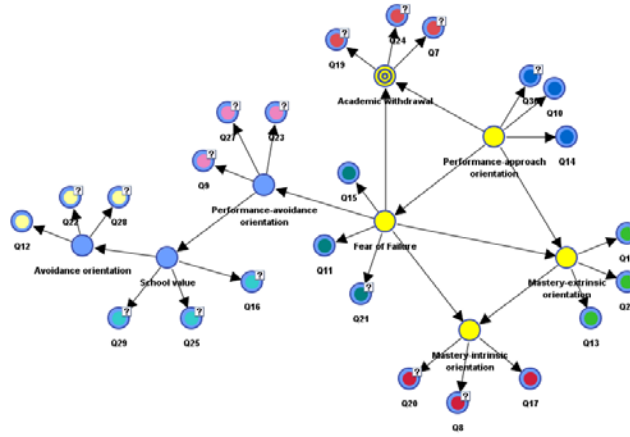 Q24
Q7
Q19
Academic withdrawal
Q10
Q14
Performance-approach
orientation
Q27
Q23
Q9
Q15
Performance-avoidance
orientation
Fear of Failure
Q28
Q12
Avoidance orientation
School value
Q11
Q16
Mastery-extrinsic
orientation
Q21
Q29
Q25
Q13
Mastery-intrinsic
orientation
Q20
Q8
Q17